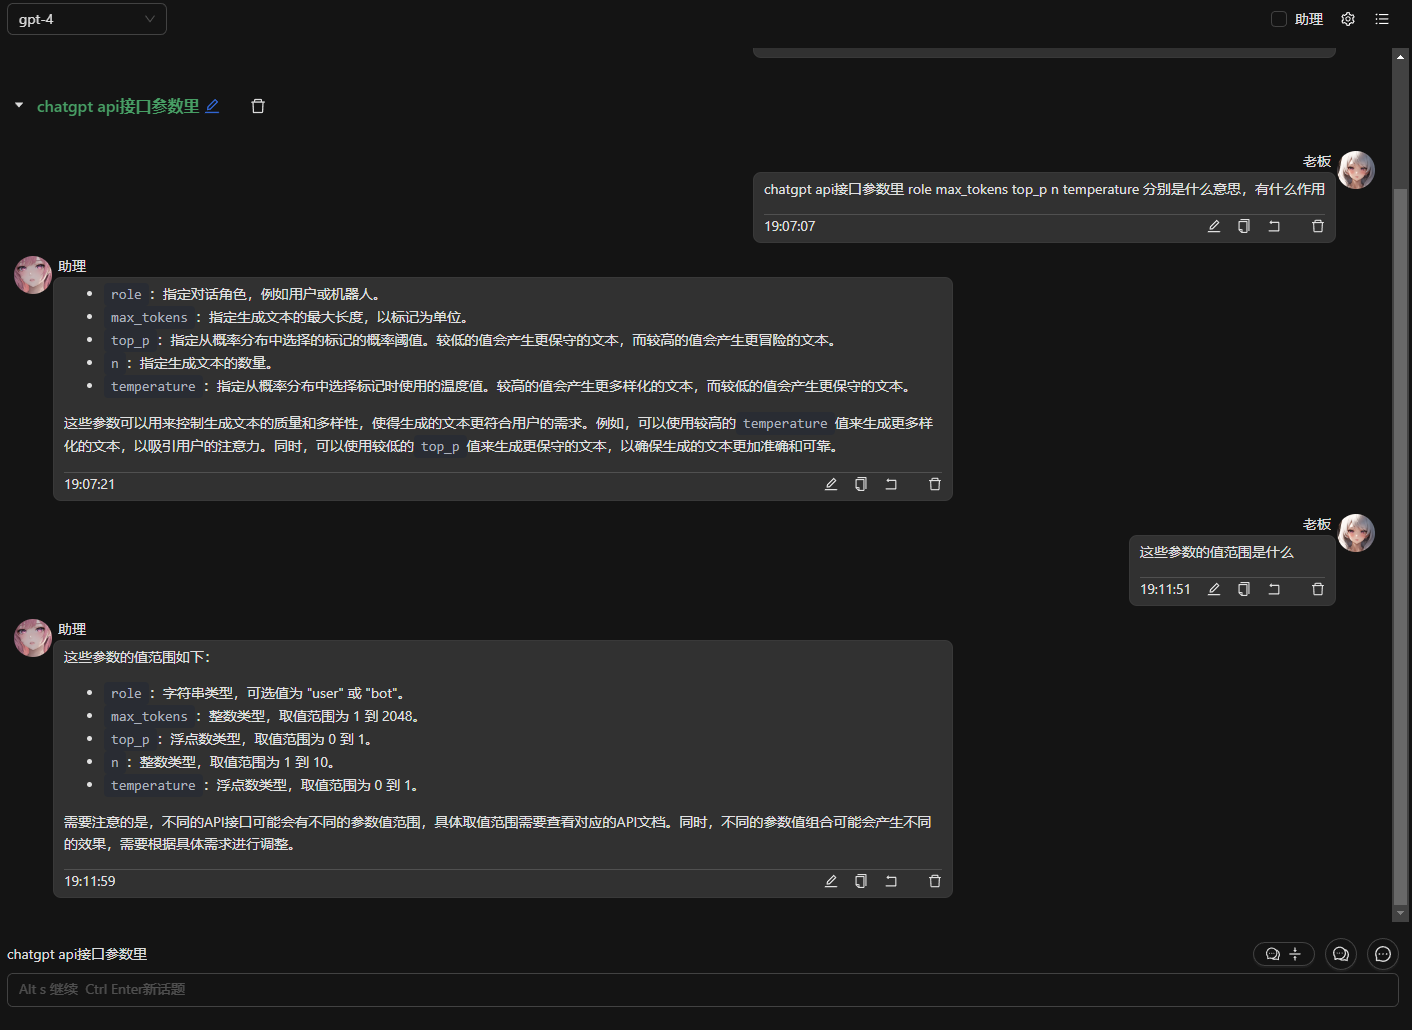 gpt-4
助理
chatgpt api接口参数里
老板
chatgpt api接口参数里 role max_tokens top_p n temperature 分别是什么意思，有什么作用
19:07:07
助理
role ：指定对话角色，例如用户或机器人。
max_tokens ：指定生成文本的最大长度，以标记为单位。
top_p ：指定从概率分布中选择的标记的概率阈值。较低的值会产生更保守的文本，而较高的值会产生更冒险的文本。
n ：指定生成文本的数量。
temperature ：指定从概率分布中选择标记时使用的温度值。较高的值会产生更多样化的文本，而较低的值会产生更保守的文本。
这些参数可以用来控制生成文本的质量和多样性，使得生成的文本更符合用户的需求。例如，可以使用较高的 temperature 值来生成更多样
化的文本，以吸引用户的注意力。同时，可以使用较低的 top_p 值来生成更保守的文本，以确保生成的文本更加准确和可靠。
19:07:21
老板
这些参数的值范围是什么
19:11:51
助理
这些参数的值范围如下：
role ：字符串类型，可选值为 "user" 或 "bot"。
max_tokens ：整数类型，取值范围为 1 到 2048。
top_p ：浮点数类型，取值范围为 0 到 1。
n ：整数类型，取值范围为 1 到 10。
temperature ：浮点数类型，取值范围为 0 到 1。
需要注意的是，不同的API接口可能会有不同的参数值范围，具体取值范围需要查看对应的API文档。同时，不同的参数值组合可能会产生不同
的效果，需要根据具体需求进行调整。
19:11:59
chatgpt api接口参数里
Alt s 继续 Ctrl Enter新话题